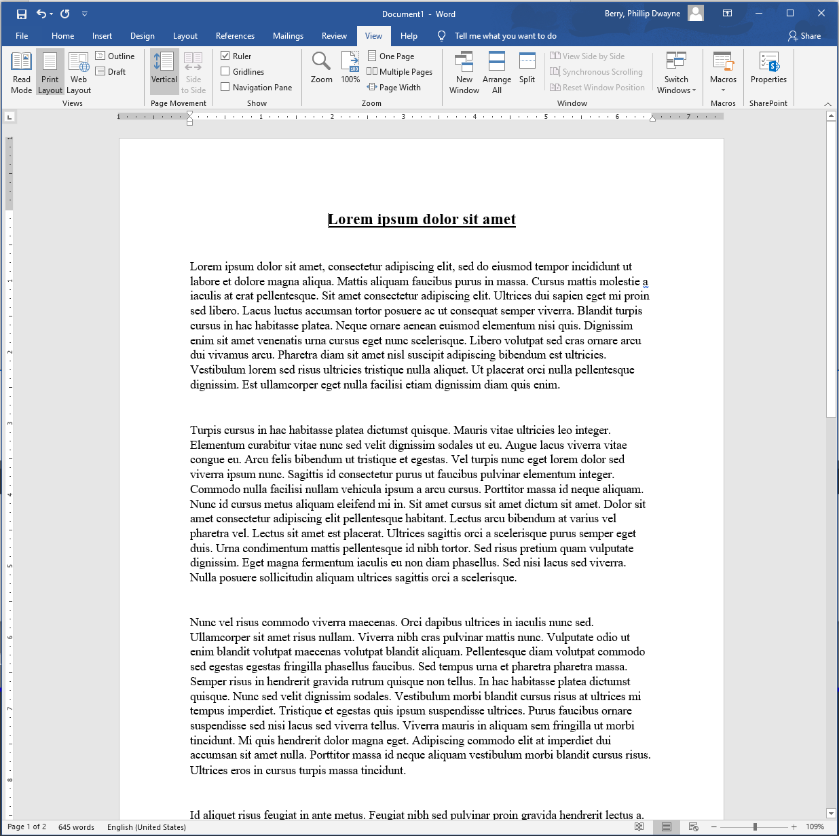 Document1 - Word
Berry, Phillip Dwayne
File Home Insert Design Layout References Mailings Review View Help Tell me what you want to do Share
Read Mode
Print Layout
Web Layout
Outline
Draft
Views
Vertical
Side to Side
Page Movement
Ruler
Gridlines
Navigation Pane
Show
Zoom
100%
One Page
Multiple Pages
Page Width
Zoom
New Window
Arrange All
Split
View Side by Side
Synchronous Scrolling
Reset Window Position
Window
Switch Windows
Macros
Macros
Properties
SharePoint
1 1 2 3 4 5 6 7
Lorem ipsum dolor sit amet
Lorem ipsum dolor sit amet, consectetur adipiscing elit, sed do eiusmod tempor incididunt ut
labore et dolore magna aliqua. Mattis aliquam faucibus purus in massa. Cursus mattis molestie a
iaculis at erat pellentesque. Sit amet consectetur adipiscing elit. Ultrices dui sapien eget mi proin
sed libero. Lacus luctus accumsan tortor posuere ac ut consequat semper viverra. Blandit turpis
cursus in hac habitasse platea. Neque ornare aenean euismod elementum nisi quis. Dignissim
enim sit amet venenatis urna cursus eget nunc scelerisque. Libero volutpat sed cras ornare arcu
dui vivamus arcu. Pharetra diam sit amet nisl suscipit adipiscing bibendum est ultricies.
Vestibulum lorem sed risus ultricies tristique nulla aliquet. Ut placerat orci nulla pellentesque
dignissim. Est ullamcorper eget nulla facilisi etiam dignissim diam quis enim.
Turpis cursus in hac habitasse platea dictumst quisque. Mauris vitae ultricies leo integer.
Elementum curabitur vitae nunc sed velit dignissim sodales ut eu. Augue lacus viverra vitae
congue eu. Arcu felis bibendum ut tristique et egestas. Vel turpis nunc eget lorem dolor sed
viverra ipsum nunc. Sagittis id consectetur purus ut faucibus pulvinar elementum integer.
Commodo nulla facilisi nullam vehicula ipsum a arcu cursus. Porttitor massa id neque aliquam.
Nunc id cursus metus aliquam eleifend mi in. Sit amet cursus sit amet dictum sit amet. Dolor sit
amet consectetur adipiscing elit pellentesque habitant. Lectus arcu bibendum at varius vel
pharetra vel. Lectus sit amet est placerat. Ultrices sagittis orci a scelerisque purus semper eget
duis. Urna condimentum mattis pellentesque id nibh tortor. Sed risus pretium quam vulputate
dignissim. Eget magna fermentum iaculis eu non diam phasellus. Sed nisi lacus sed viverra.
Nulla posuere sollicitudin aliquam ultrices sagittis orci a scelerisque.
Nunc vel risus commodo viverra maecenas. Orci dapibus ultrices in iaculis nunc sed.
Ullamcorper sit amet risus nullam. Viverra nibh cras pulvinar mattis nunc. Vulputate odio ut
enim blandit volutpat maecenas volutpat blandit aliquam. Pellentesque diam volutpat commodo
sed egestas egestas fringilla phasellus faucibus. Sed tempus urna et pharetra pharetra massa.
Semper risus in hendrerit gravida rutrum quisque non tellus. In hac habitasse platea dictumst
quisque. Nunc sed velit dignissim sodales. Vestibulum morbi blandit cursus risus at ultrices mi
tempus imperdiet. Tristique et egestas quis ipsum suspendisse ultrices. Purus faucibus ornare
suspendisse sed nisi lacus sed viverra tellus. Viverra mauris in aliquam sem fringilla ut morbi
tincidunt. Mi quis hendrerit dolor magna eget. Adipiscing commodo elit at imperdiet dui
accumsan sit amet nulla. Porttitor massa id neque aliquam vestibulum morbi blandit cursus risus.
Ultrices eros in cursus turpis massa tincidunt.
Id aliquet risus feugiat in ante metus. Feugiat nibh sed pulvinar proin gravida hendrerit lectus a.
Page 1 of 2 645 words English (United States) 109%